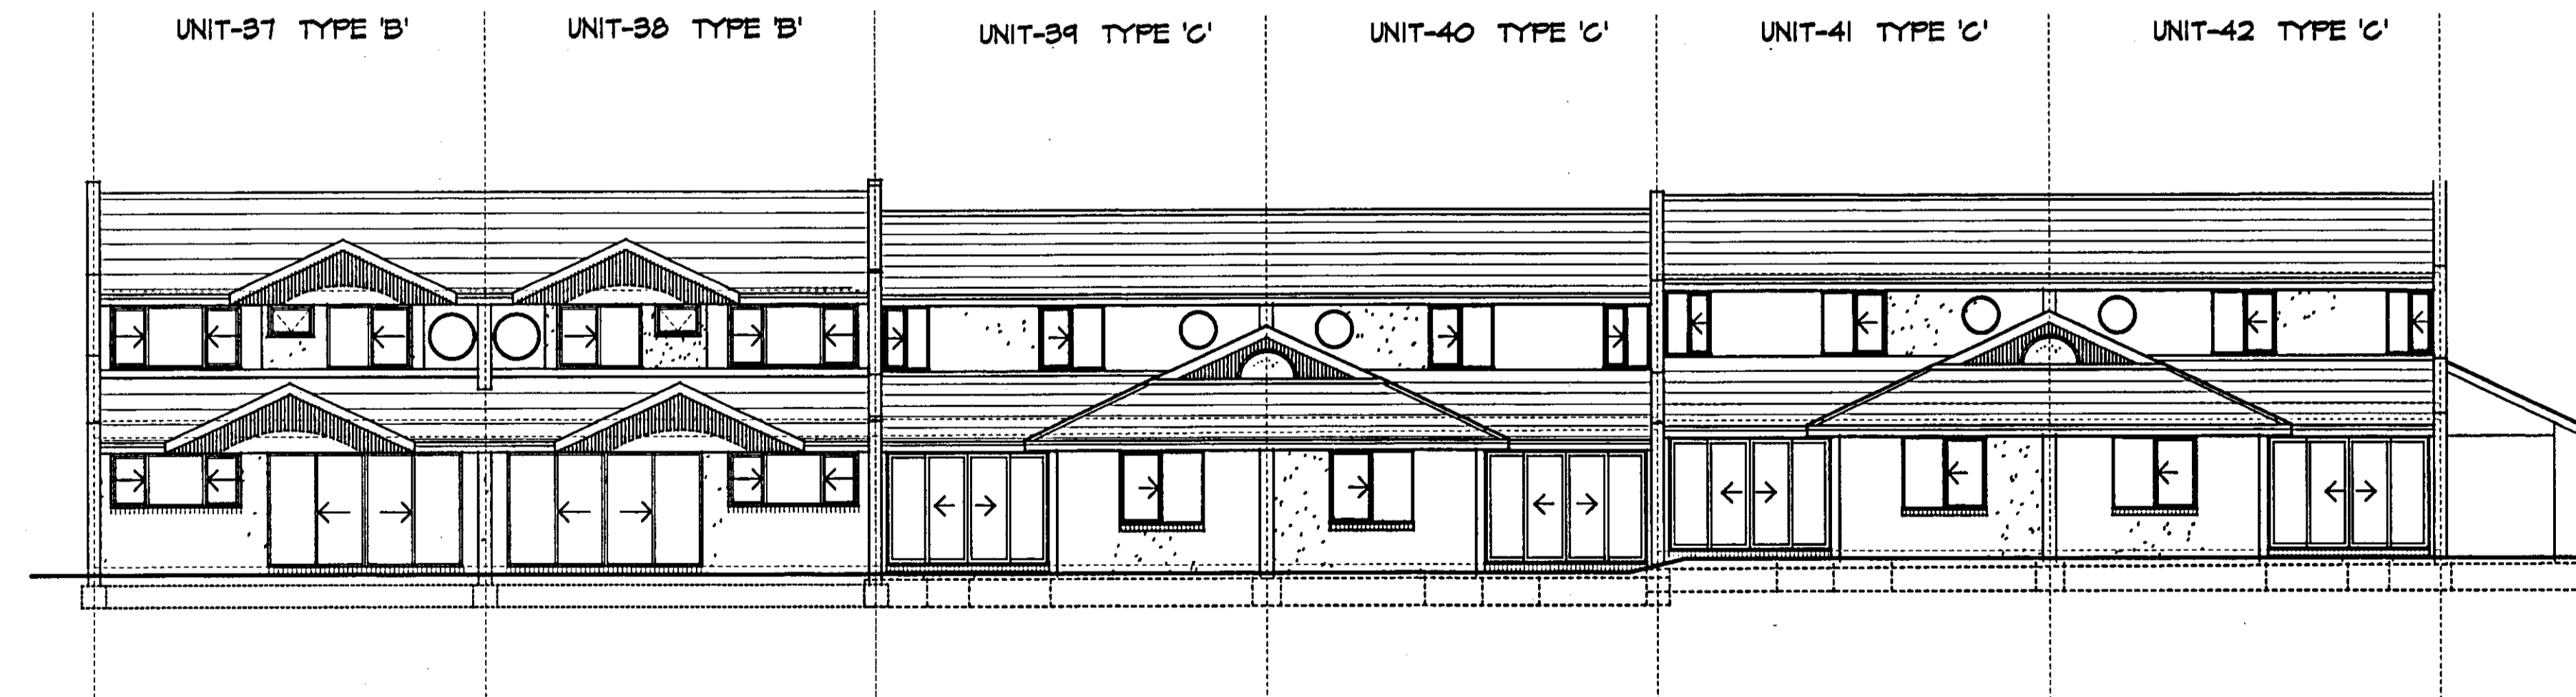 UNIT-37 TYPE 'B'
UNIT-38 TYPE 'B'
UNIT-39 TYPE 'C'
UNIT-40 TYPE 'C'
UNIT-41 TYPE 'C'
UNIT-42 TYPE 'C'